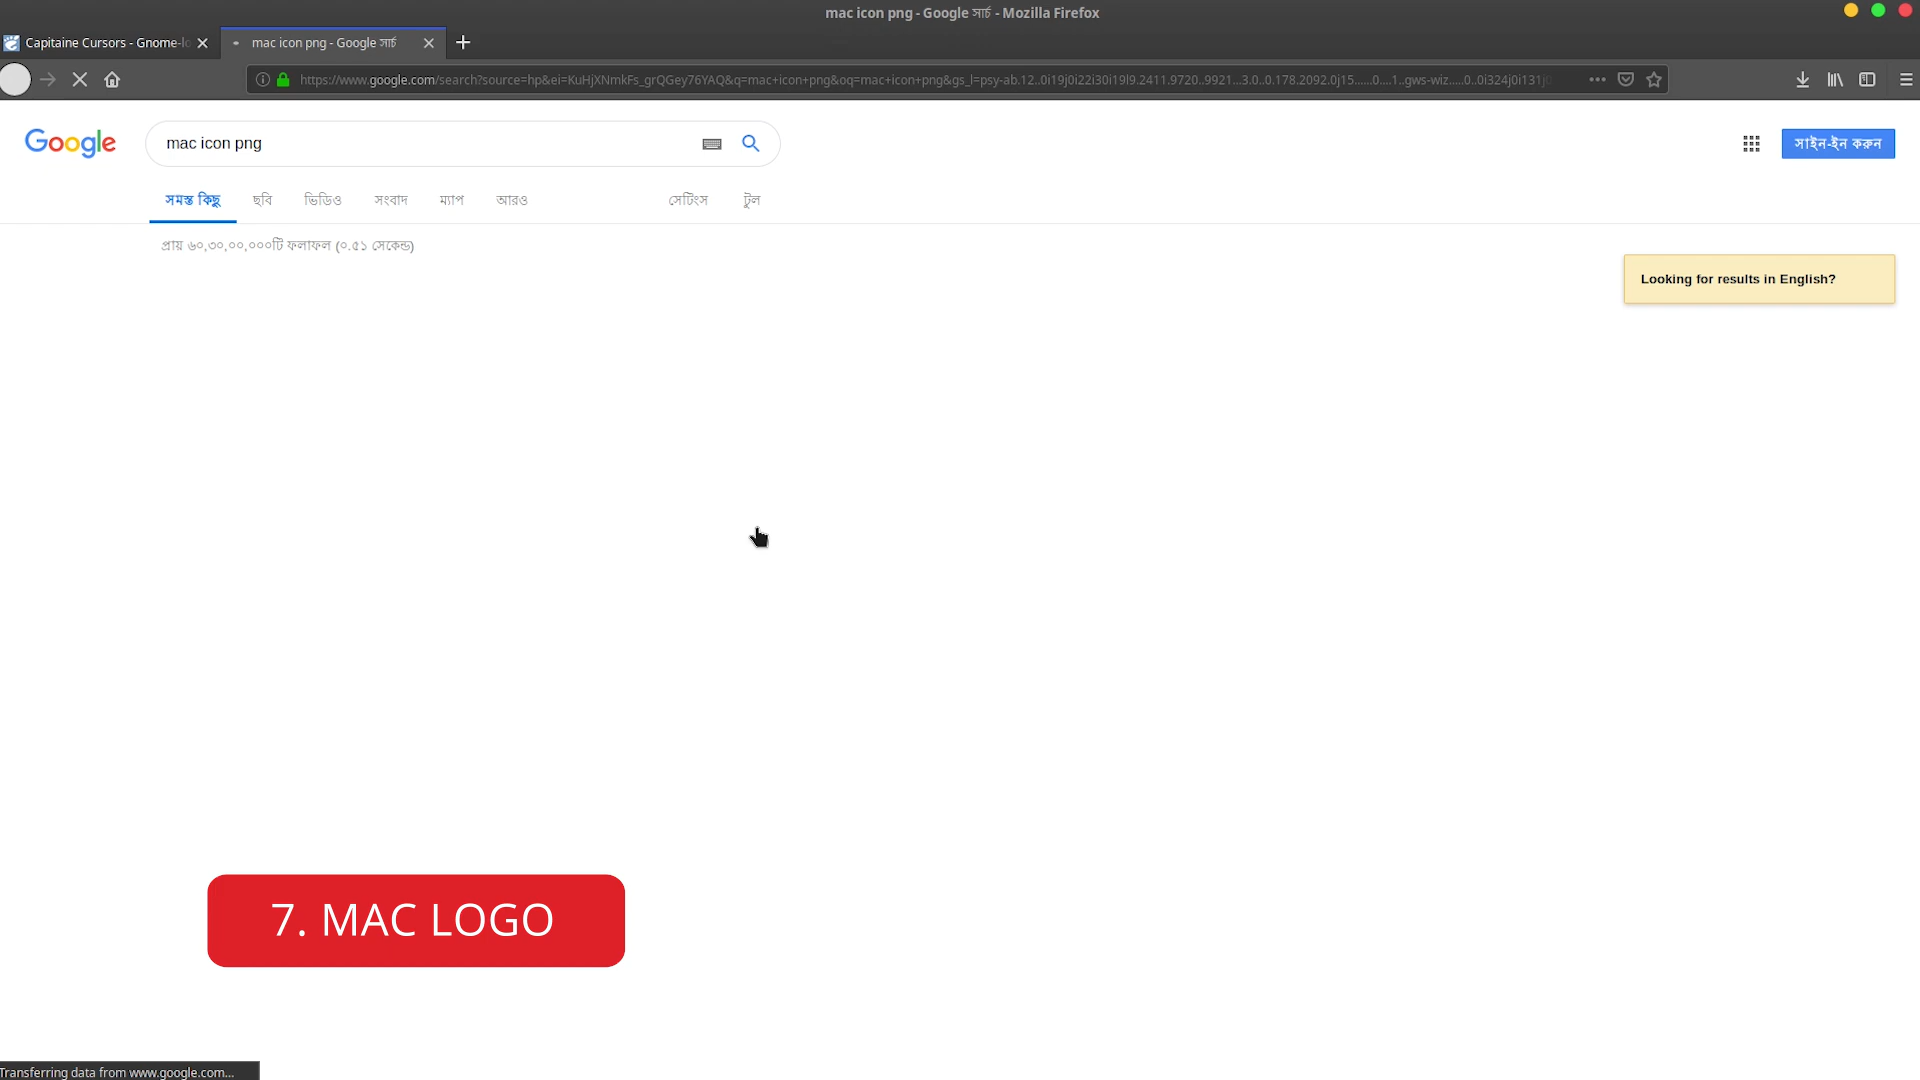 mac icon png - Google সার্চ - Mozilla Firefox
Capitaine Cursors - Gnome-lo
mac icon png - Google সার্চ
https://www.google.com/search?source=hp&ei=KuHjXNmkFs_grQGey76YAQ&q=mac+icon+png&oq=mac+icon+png&gs_l=psy-ab.12..0i19j0i22i30i19l9.2411.9720..9921...3.0..0.178.2092.0j15......0....1..gws-wiz.....0..0i324j0i131j0
Google
mac icon png
সাইন-ইন করুন
সমস্ত কিছু ছবি ভিডিও সংবাদ ম্যাপ আরও সেটিংস টুল
প্রায় ৬০,৩০,০০,০০০টি ফলাফল (০.৫১ সেকেন্ড)
Looking for results in English?
7. MAC LOGO
Transferring data from www.google.com...